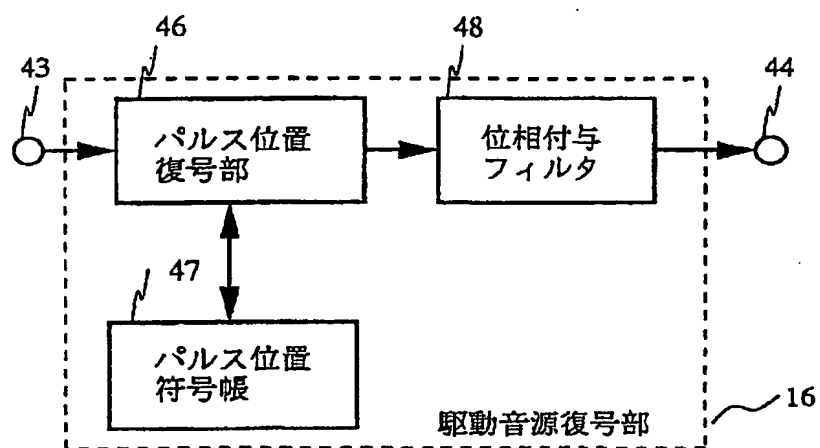 46
48
43
44
パルス位置
復号部
位相付与
フィルタ
47
パルス位置
符号帳
駆動音源復号部
16